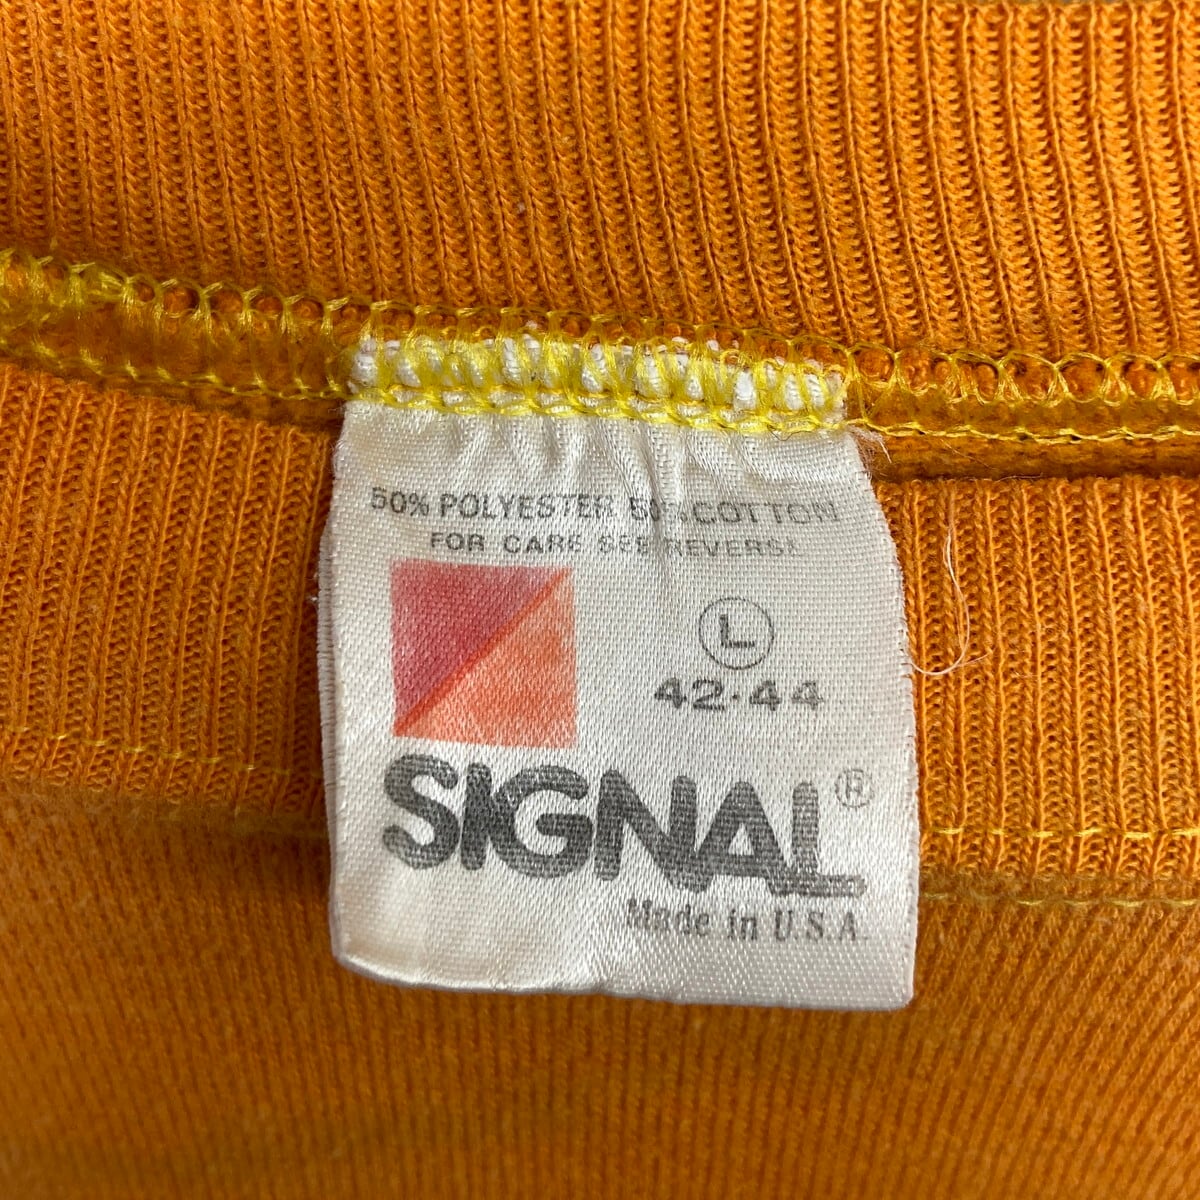 50% POLYESTER 50% COTTON
FOR CARE SEE REVERSE
L
42-44
SIGNAL®
Made in U.S.A.